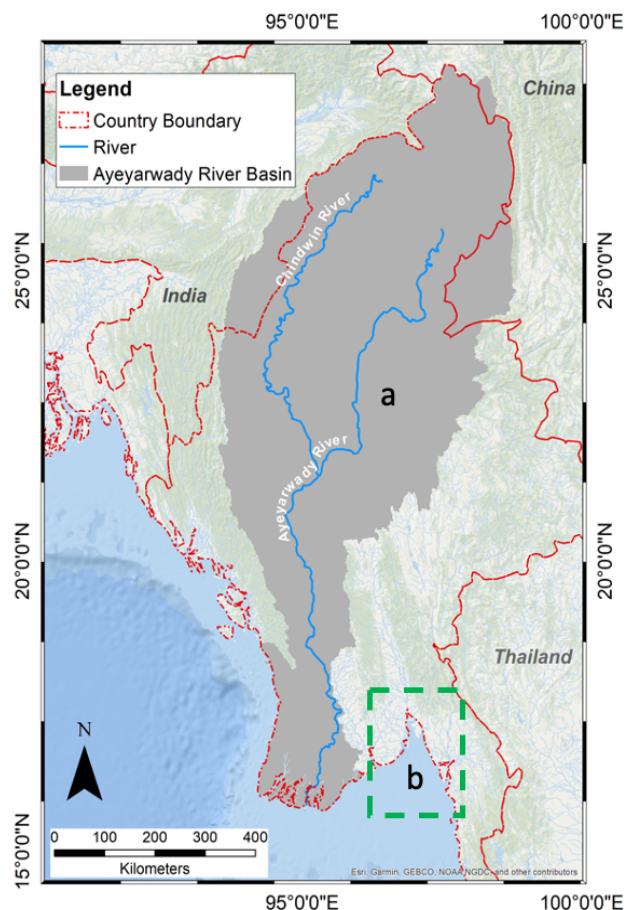 95°0'0"E
100°0'0"E
Legend
Country Boundary
River
Ayeyarwady River Basin
China
25°0'0"N
25°0'0"N
Chindwin River
India
a
Ayeyarwady River
20°0'0"N
20°0'0"N
Thailand
N
b
0
100
200
300
400
Kilometers
15°0'0"N
15°0'0"N
Esri, Garmin, GEBCO, NOAA NGDC, and other contributors
95°0'0"E
100°0'0"E